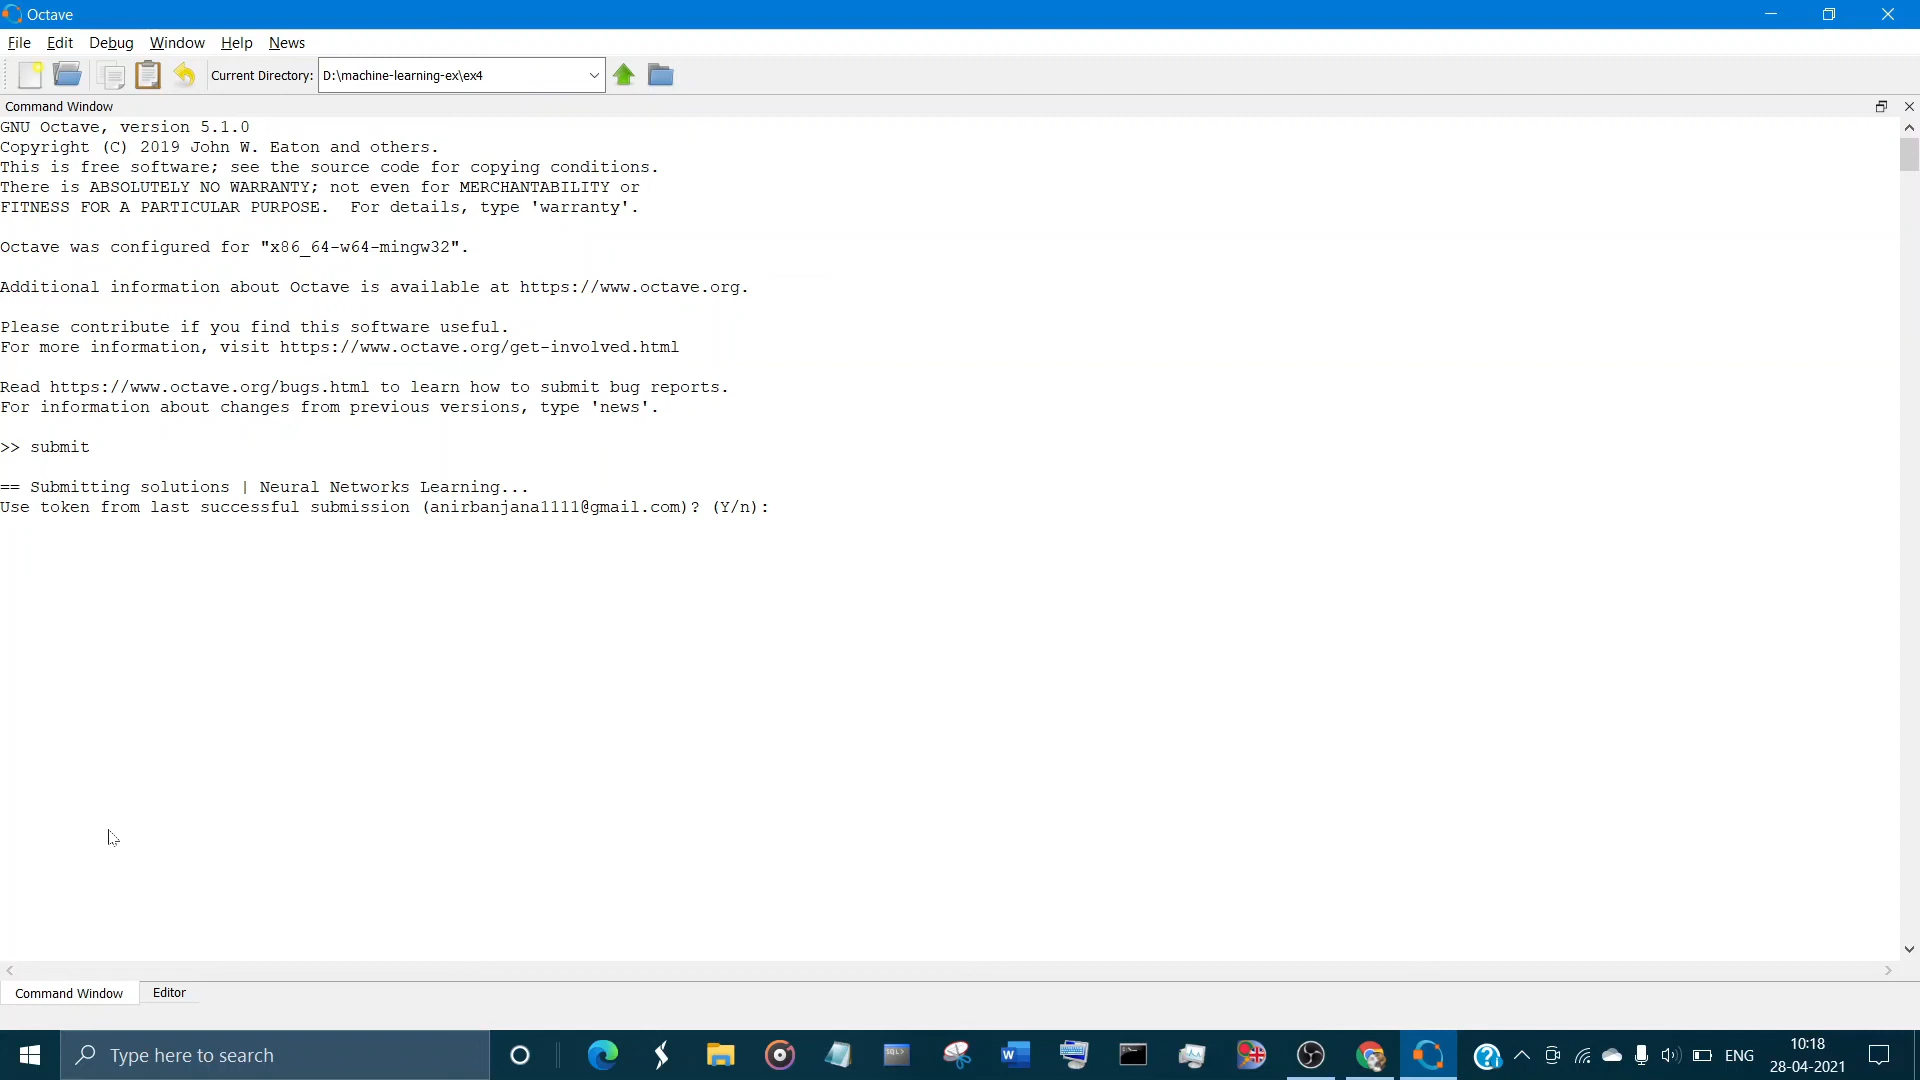 Octave
File Edit Debug Window Help News
Current Directory: D:\machine-learning-ex\ex4
Command Window
GNU Octave, version 5.1.0
Copyright (C) 2019 John W. Eaton and others.
This is free software; see the source code for copying conditions.
There is ABSOLUTELY NO WARRANTY; not even for MERCHANTABILITY or
FITNESS FOR A PARTICULAR PURPOSE.  For details, type 'warranty'.
Octave was configured for "x86_64-w64-mingw32".
Additional information about Octave is available at https://www.octave.org.
Please contribute if you find this software useful.
For more information, visit https://www.octave.org/get-involved.html
Read https://www.octave.org/bugs.html to learn how to submit bug reports.
For information about changes from previous versions, type 'news'.
>> submit
== Submitting solutions | Neural Networks Learning...
Use token from last successful submission (anirbanjana1111@gmail.com)? (Y/n):
Command Window Editor
Type here to search
ENG
10:18
28-04-2021